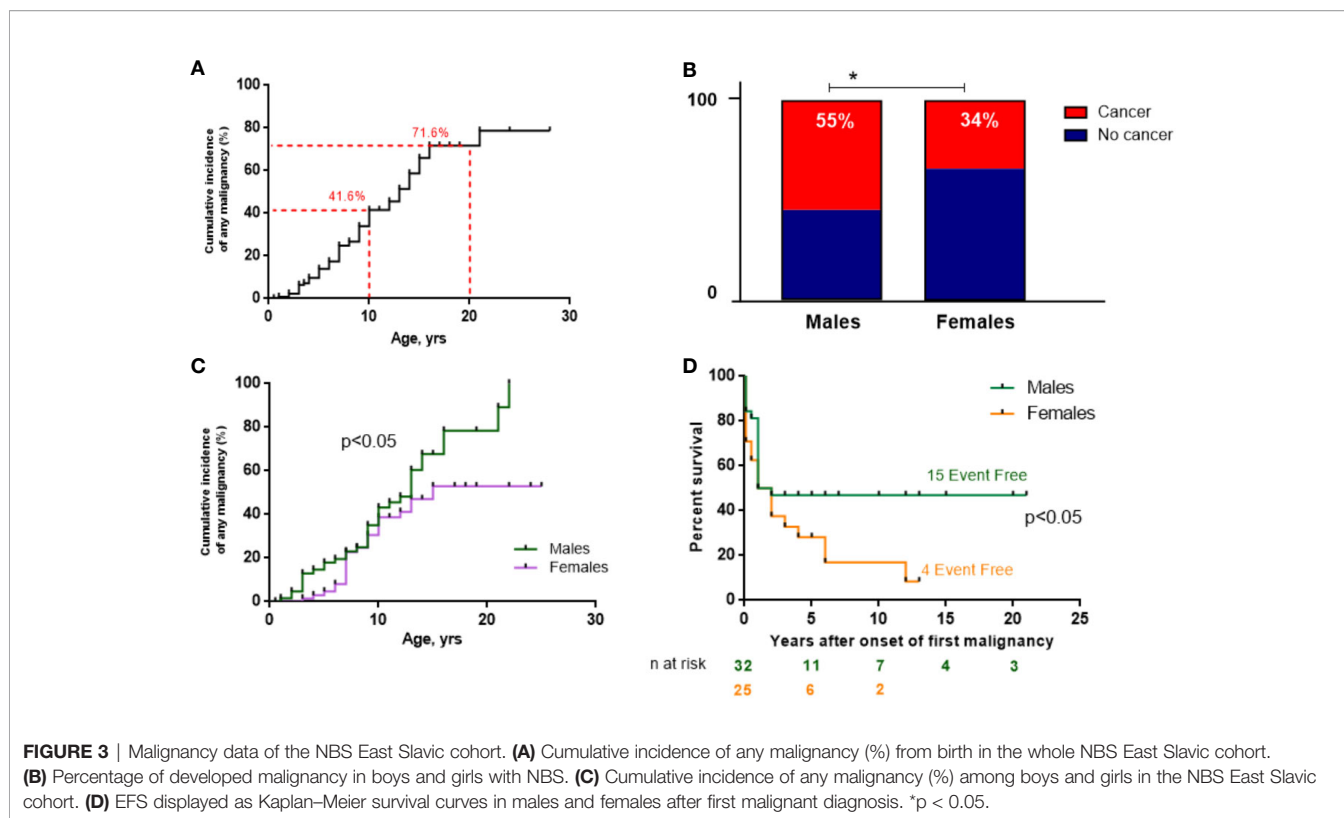 A
Cumulative incidence
of any malignancy (%)
100
80
60
40
20
0
71.6%
41.6%
0 10 20 30
Age, yrs
B
*
100
0
55%
34%
Cancer
No cancer
Males Females
C
Cumulative incidence
of any malignancy (%)
100
80
60
40
20
0
p<0.05
Males
Females
0 10 20 30
Age, yrs
D
Percent survival
100
80
60
40
20
0
Males
Females
15 Event Free
p<0.05
4 Event Free
0 5 10 15 20 25
Years after onset of first malignancy
n at risk 32 11 7 4 3
25 6 2
FIGURE 3 | Malignancy data of the NBS East Slavic cohort. (A) Cumulative incidence of any malignancy (%) from birth in the whole NBS East Slavic cohort.
(B) Percentage of developed malignancy in boys and girls with NBS. (C) Cumulative incidence of any malignancy (%) among boys and girls in the NBS East Slavic
cohort. (D) EFS displayed as Kaplan–Meier survival curves in males and females after first malignant diagnosis. *p < 0.05.